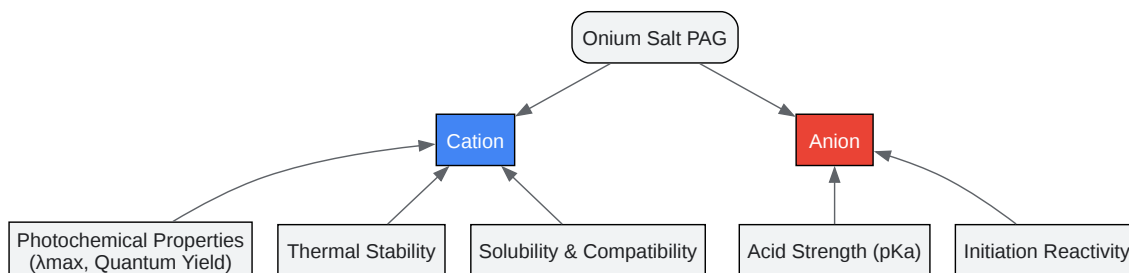 Onium Salt PAG
Cation
Anion
Photochemical Properties
(λmax, Quantum Yield)
Thermal Stability
Solubility & Compatibility
Acid Strength (pKa)
Initiation Reactivity